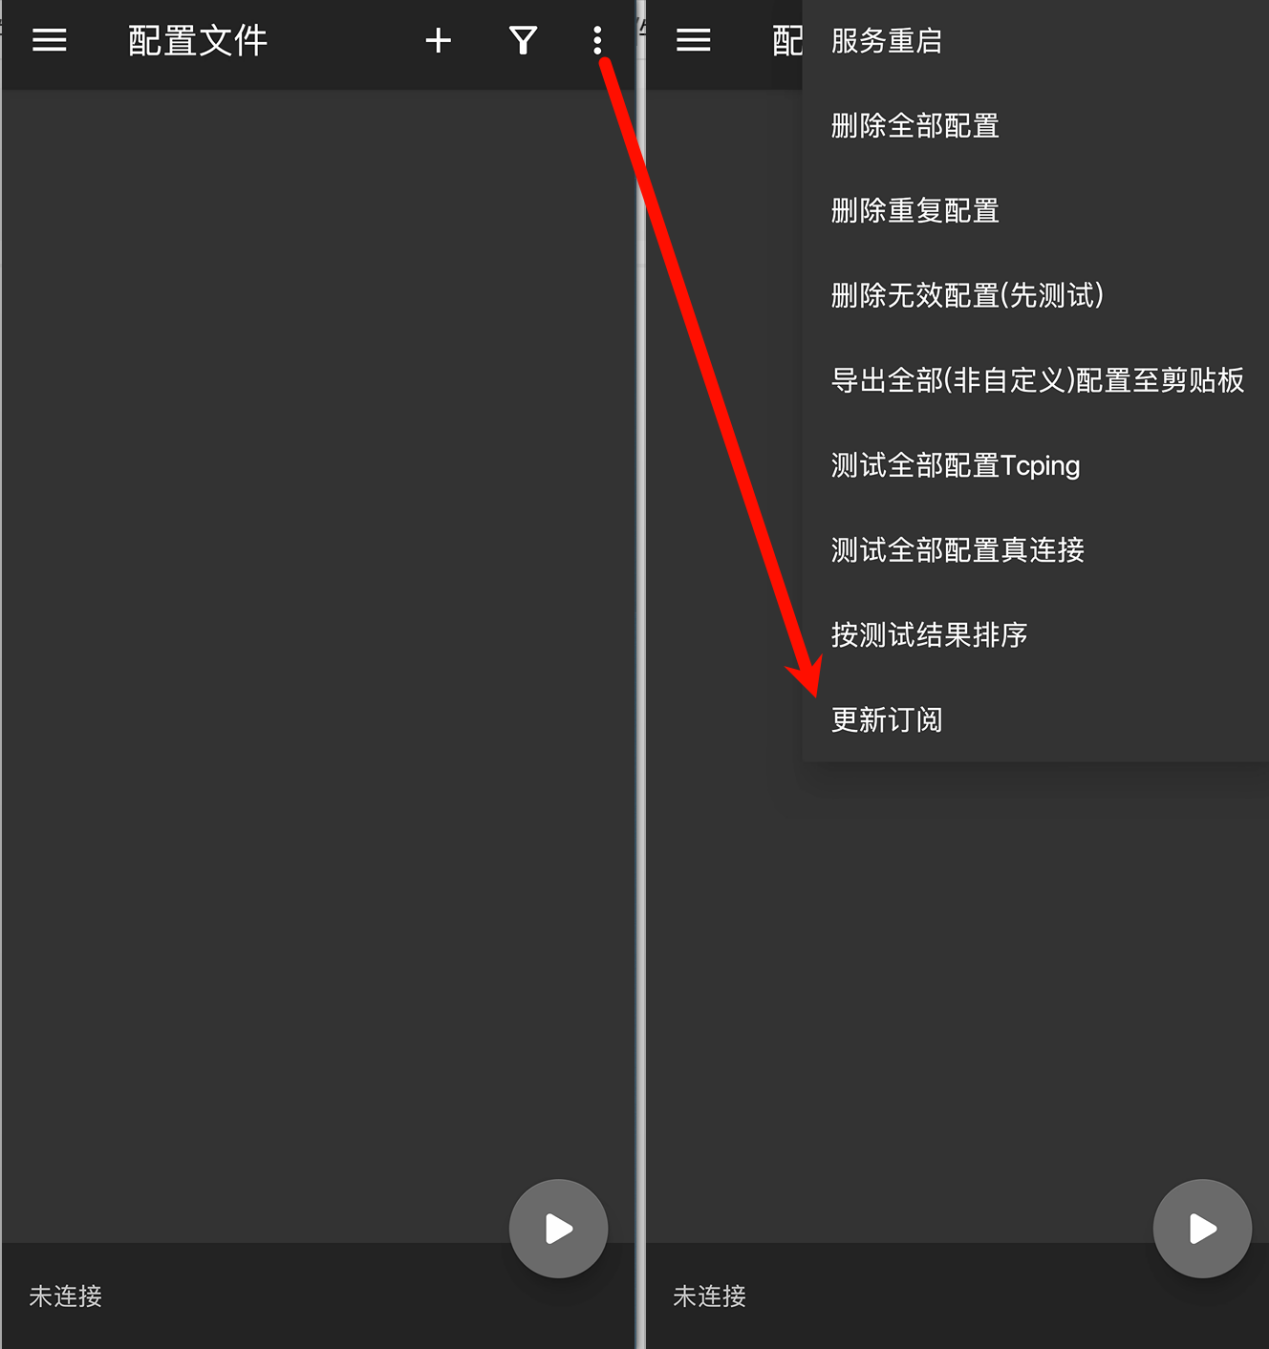 配置文件
未连接
配
服务重启
删除全部配置
删除重复配置
删除无效配置(先测试)
导出全部(非自定义)配置至剪贴板
测试全部配置Tcping
测试全部配置真连接
按测试结果排序
更新订阅
未连接